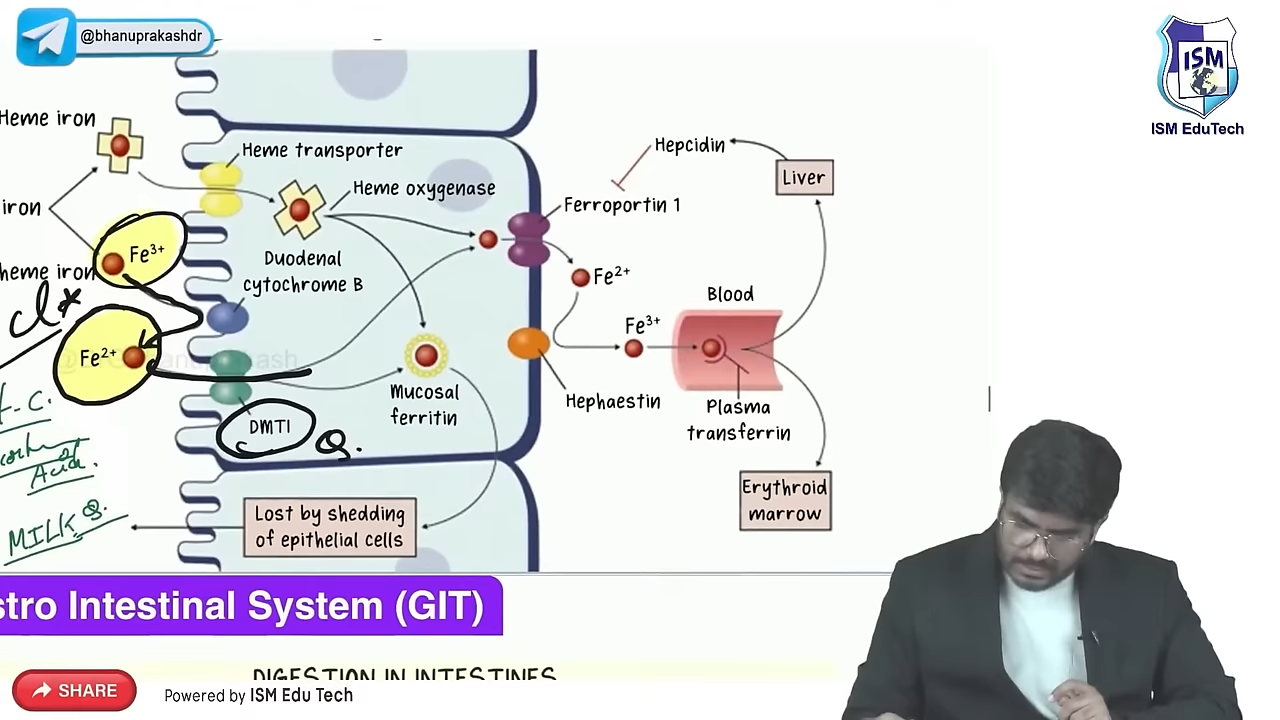 @bhanuprakashdr
ISM
ISM EduTech
Heme iron
Heme transporter
Heme oxygenase
Hepcidin
Liver
Ferroportin 1
iron
Fe3+
heme iron
Duodenal
cytochrome B
Fe2+
Blood
Fe3+
Fe2+
Mucosal
ferritin
Hephaestin
Plasma
transferrin
DMT1
Q.
Acid.
MILK Q.
Lost by shedding
of epithelial cells
Erythroid
marrow
stro Intestinal System (GIT)
DIGESTION IN INTESTINES
SHARE
Powered by ISM Edu Tech